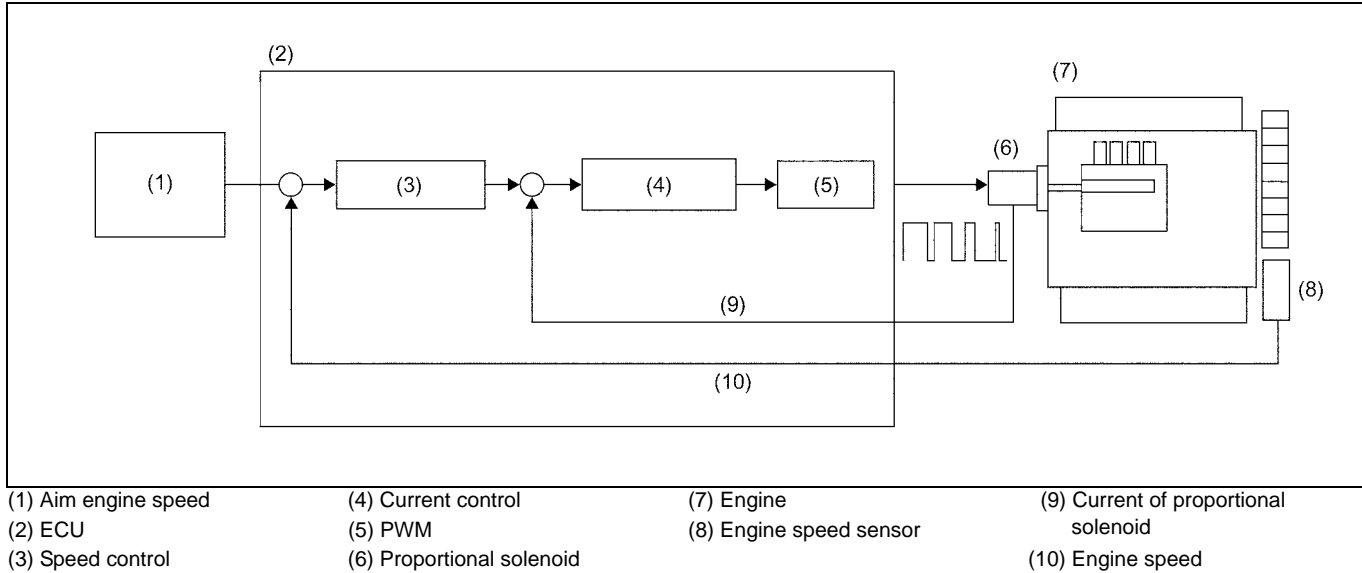 (2)
(7)
(6)
(1)
(3)
(4)
(5)
(8)
(9)
(10)
(1) Aim engine speed
(2) ECU
(3) Speed control
(4) Current control
(5) PWM
(6) Proportional solenoid
(7) Engine
(8) Engine speed sensor
(9) Current of proportional
solenoid
(10) Engine speed